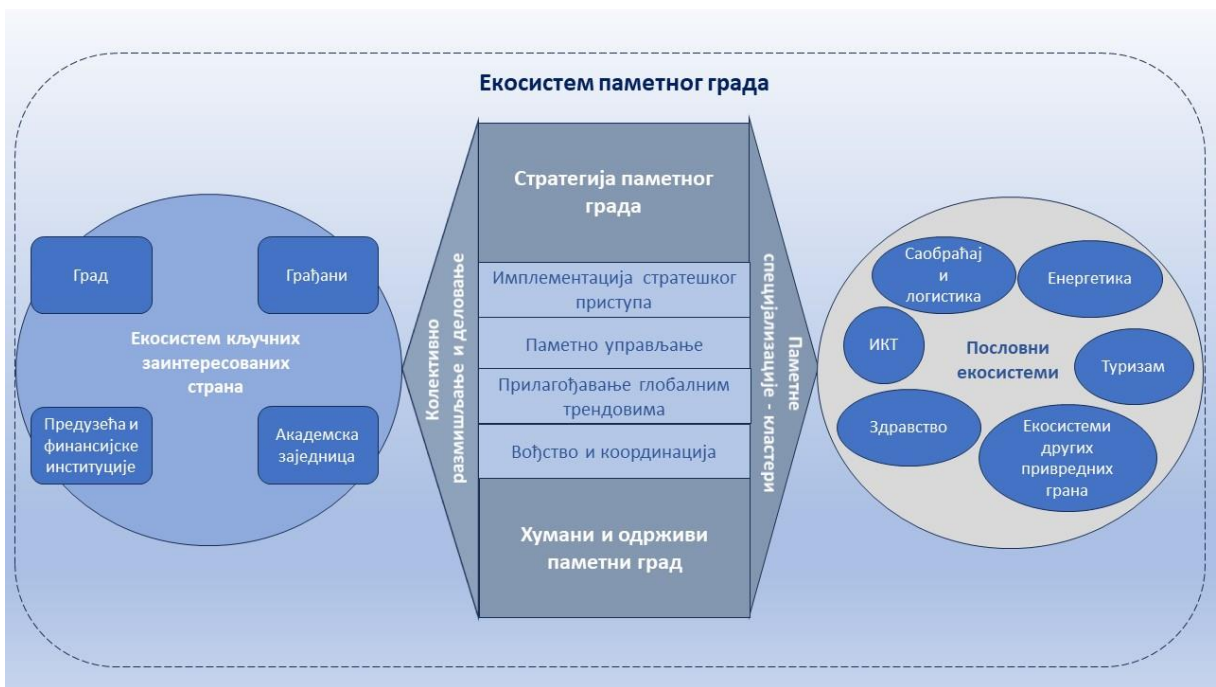 Екосистем паметног града
Град
Грађани
Екосистем кључних
заинтересованих
страна
Предузећа и
финансијске
институције
Академска
заједница
Колективно
размишљање и деловање
Стратегија паметног
града
Имплементација стратешког
приступа
Паметно управљање
Прилагођавање глобалним
трендовима
Вођство и координација
Хумани и одрживи
паметни град
Паметне
специјализације - кластери
Саобраћај
и
логистика
Енергетика
ИКТ
Пословни
екосистеми
Туризам
Здравство
Екосистеми
других
привредних
грана